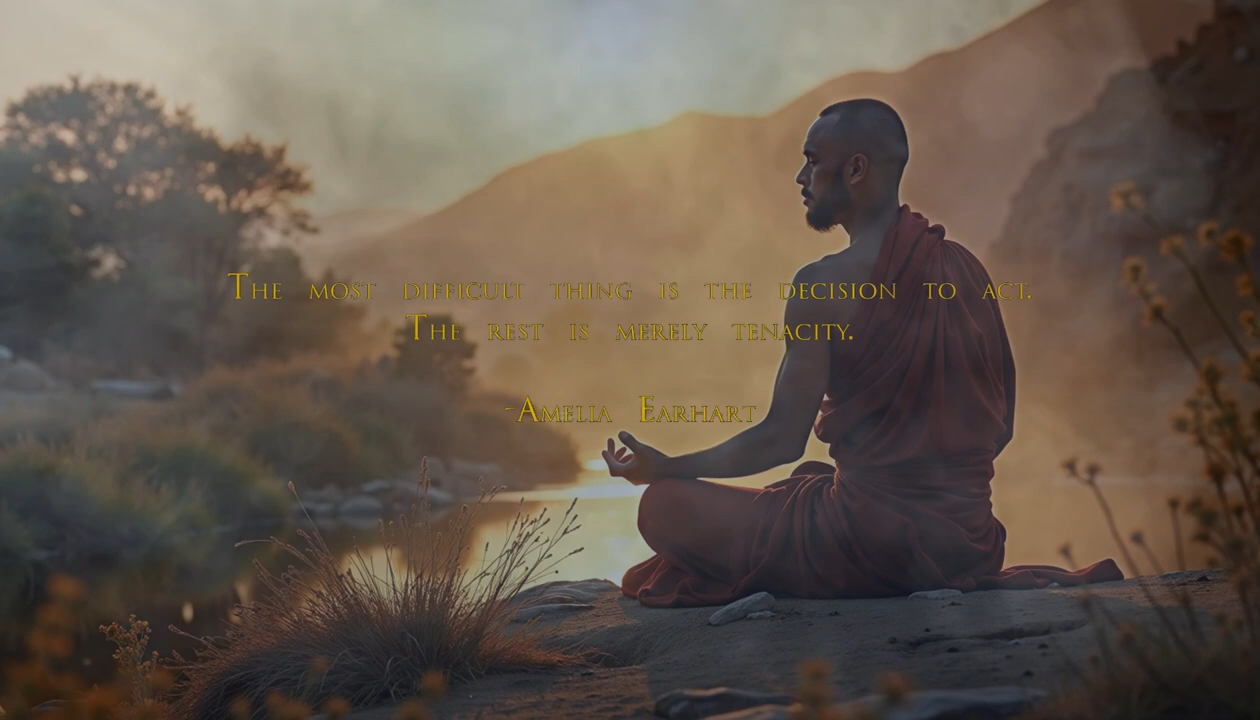 The most difficult thing is the decision to act.
The rest is merely tenacity.
-Amelia Earhart